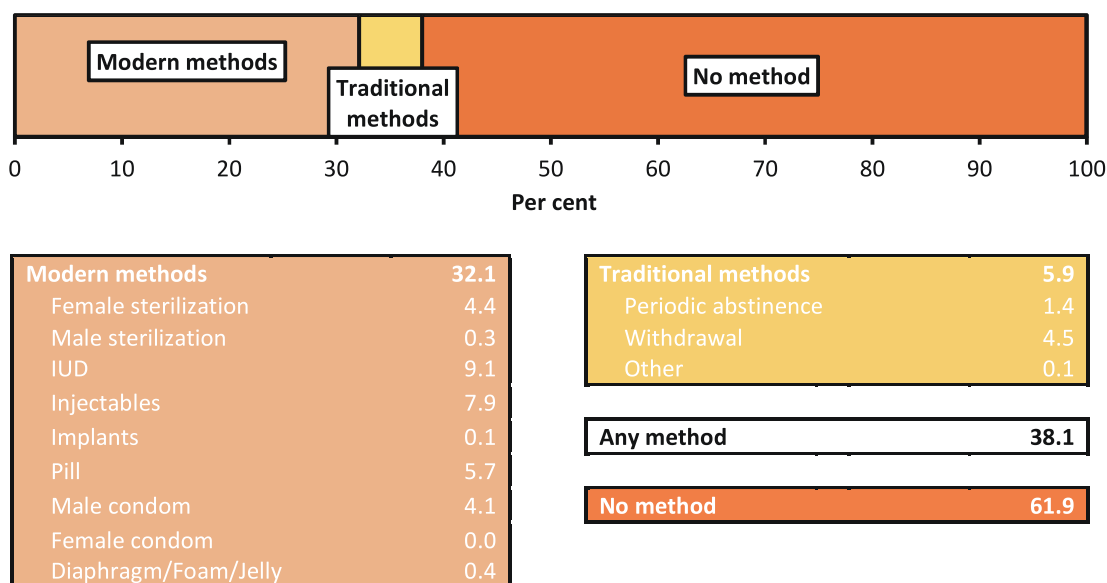 Modern methods
Traditional
methods
No method
0 10 20 30 40 50 60 70 80 90 100
Per cent
Modern methods 32.1
Female sterilization 4.4
Male sterilization 0.3
IUD 9.1
Injectables 7.9
Implants 0.1
Pill 5.7
Male condom 4.1
Female condom 0.0
Diaphragm/Foam/Jelly 0.4
Traditional methods 5.9
Periodic abstinence 1.4
Withdrawal 4.5
Other 0.1
Any method 38.1
No method 61.9